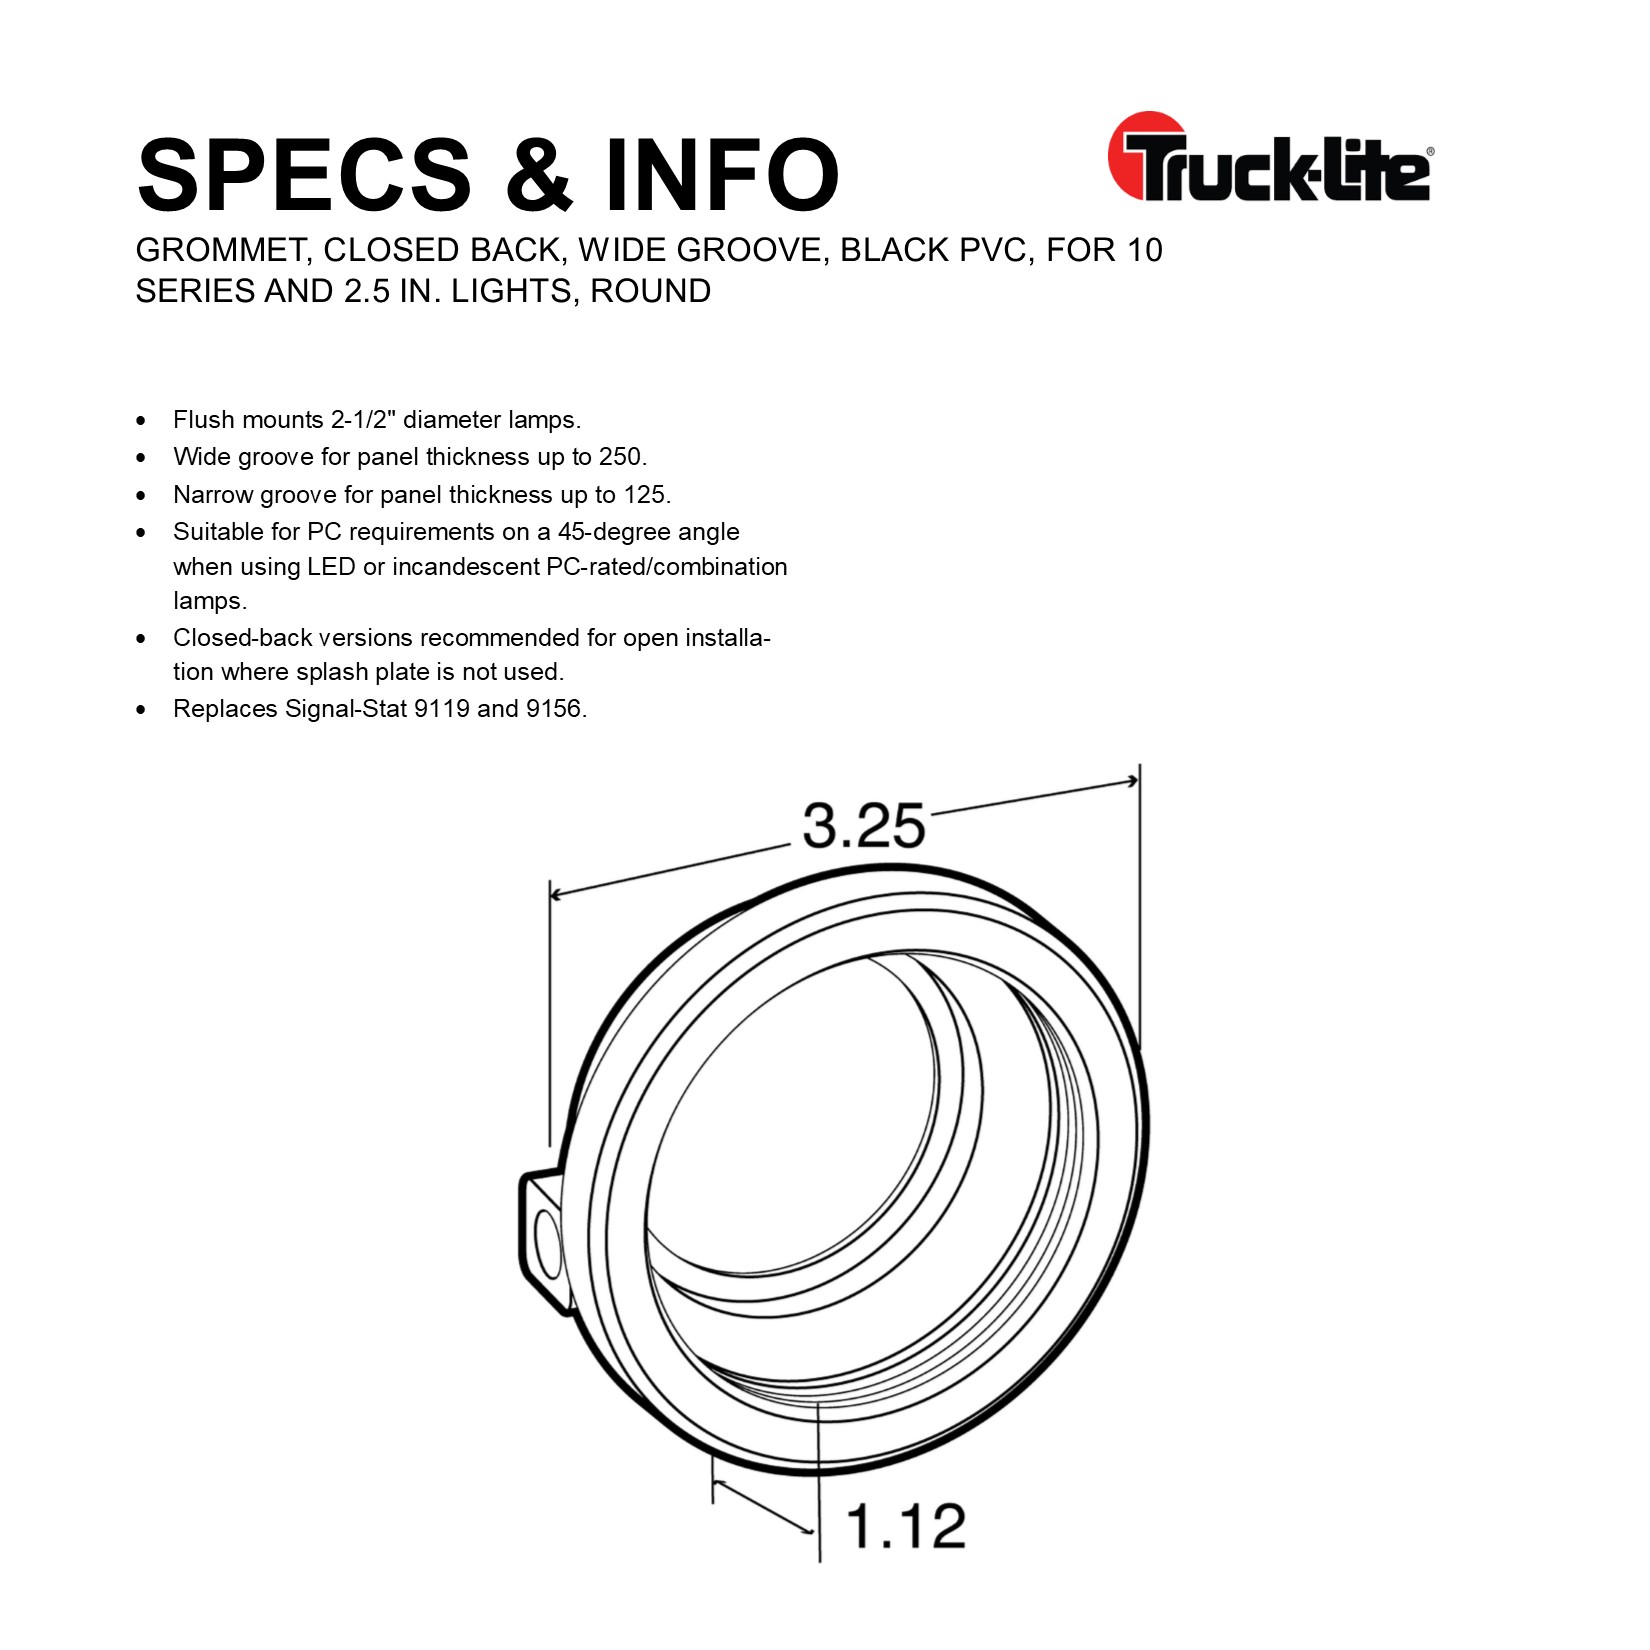 SPECS & INFO
Truck-Lite®
GROMMET, CLOSED BACK, WIDE GROOVE, BLACK PVC, FOR 10
SERIES AND 2.5 IN. LIGHTS, ROUND
• Flush mounts 2-1/2" diameter lamps.
• Wide groove for panel thickness up to 250.
• Narrow groove for panel thickness up to 125.
• Suitable for PC requirements on a 45-degree angle
when using LED or incandescent PC-rated/combination
lamps.
• Closed-back versions recommended for open installa-
tion where splash plate is not used.
• Replaces Signal-Stat 9119 and 9156.
3.25
1.12